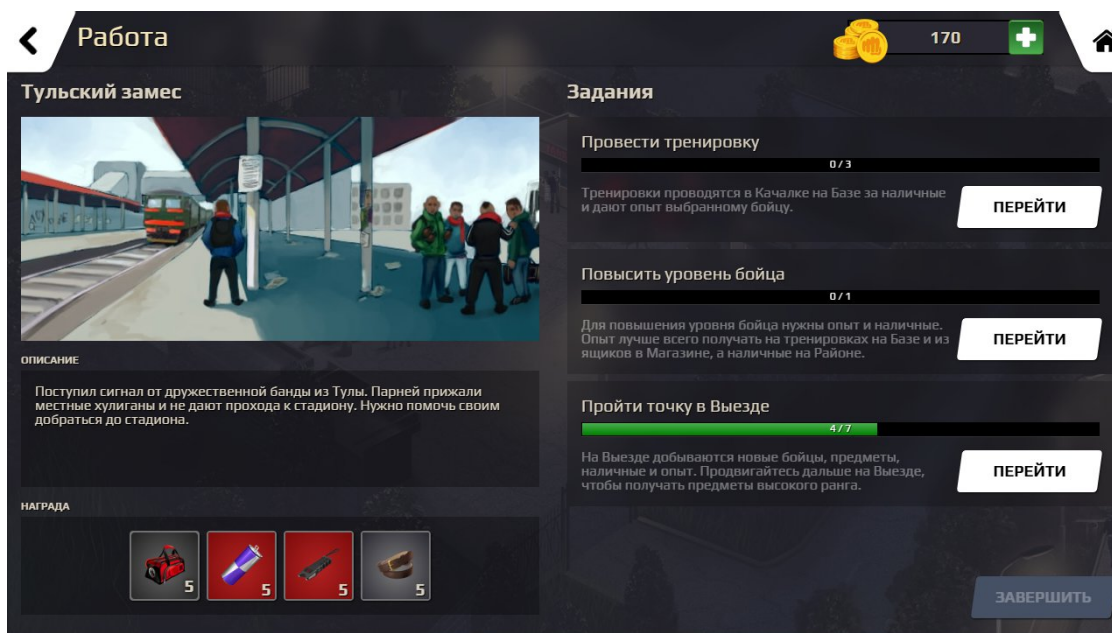 Работа
170
Тульский замес
ОПИСАНИЕ
Поступил сигнал от дружественной банды из Тулы. Парней прижали
местные хулиганы и не дают прохода к стадиону. Нужно помочь своим
добраться до стадиона.
НАГРАДА
5
5
5
5
Задания
Провести тренировку
0/3
Тренировки проводятся в Качалке на Базе за наличные
и дают опыт выбранному бойцу.
ПЕРЕЙТИ
Повысить уровень бойца
0/1
Для повышения уровня бойца нужны опыт и наличные.
Опыт лучше всего получать на тренировках на Базе и из
ящиков в Магазине, а наличные на Районе.
ПЕРЕЙТИ
Пройти точку в Выезде
4/7
На Выезде добываются новые бойцы, предметы,
наличные и опыт. Продвигайтесь дальше на Выезде,
чтобы получать предметы высокого ранга.
ПЕРЕЙТИ
ЗАВЕРШИТЬ